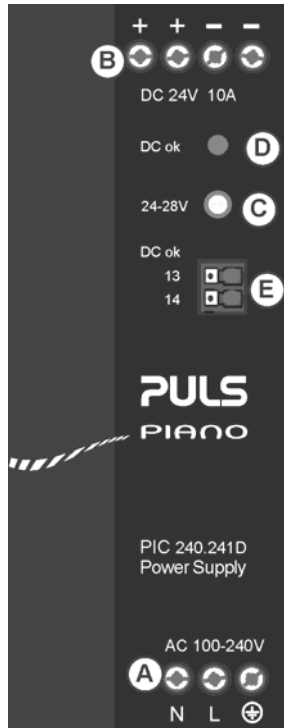 + + − −
B
DC 24V 10A
DC ok
D
24-28V
C
DC ok
13
14
E
PULS
PIANO
PIC 240.241D
Power Supply
AC 100-240V
A
N L